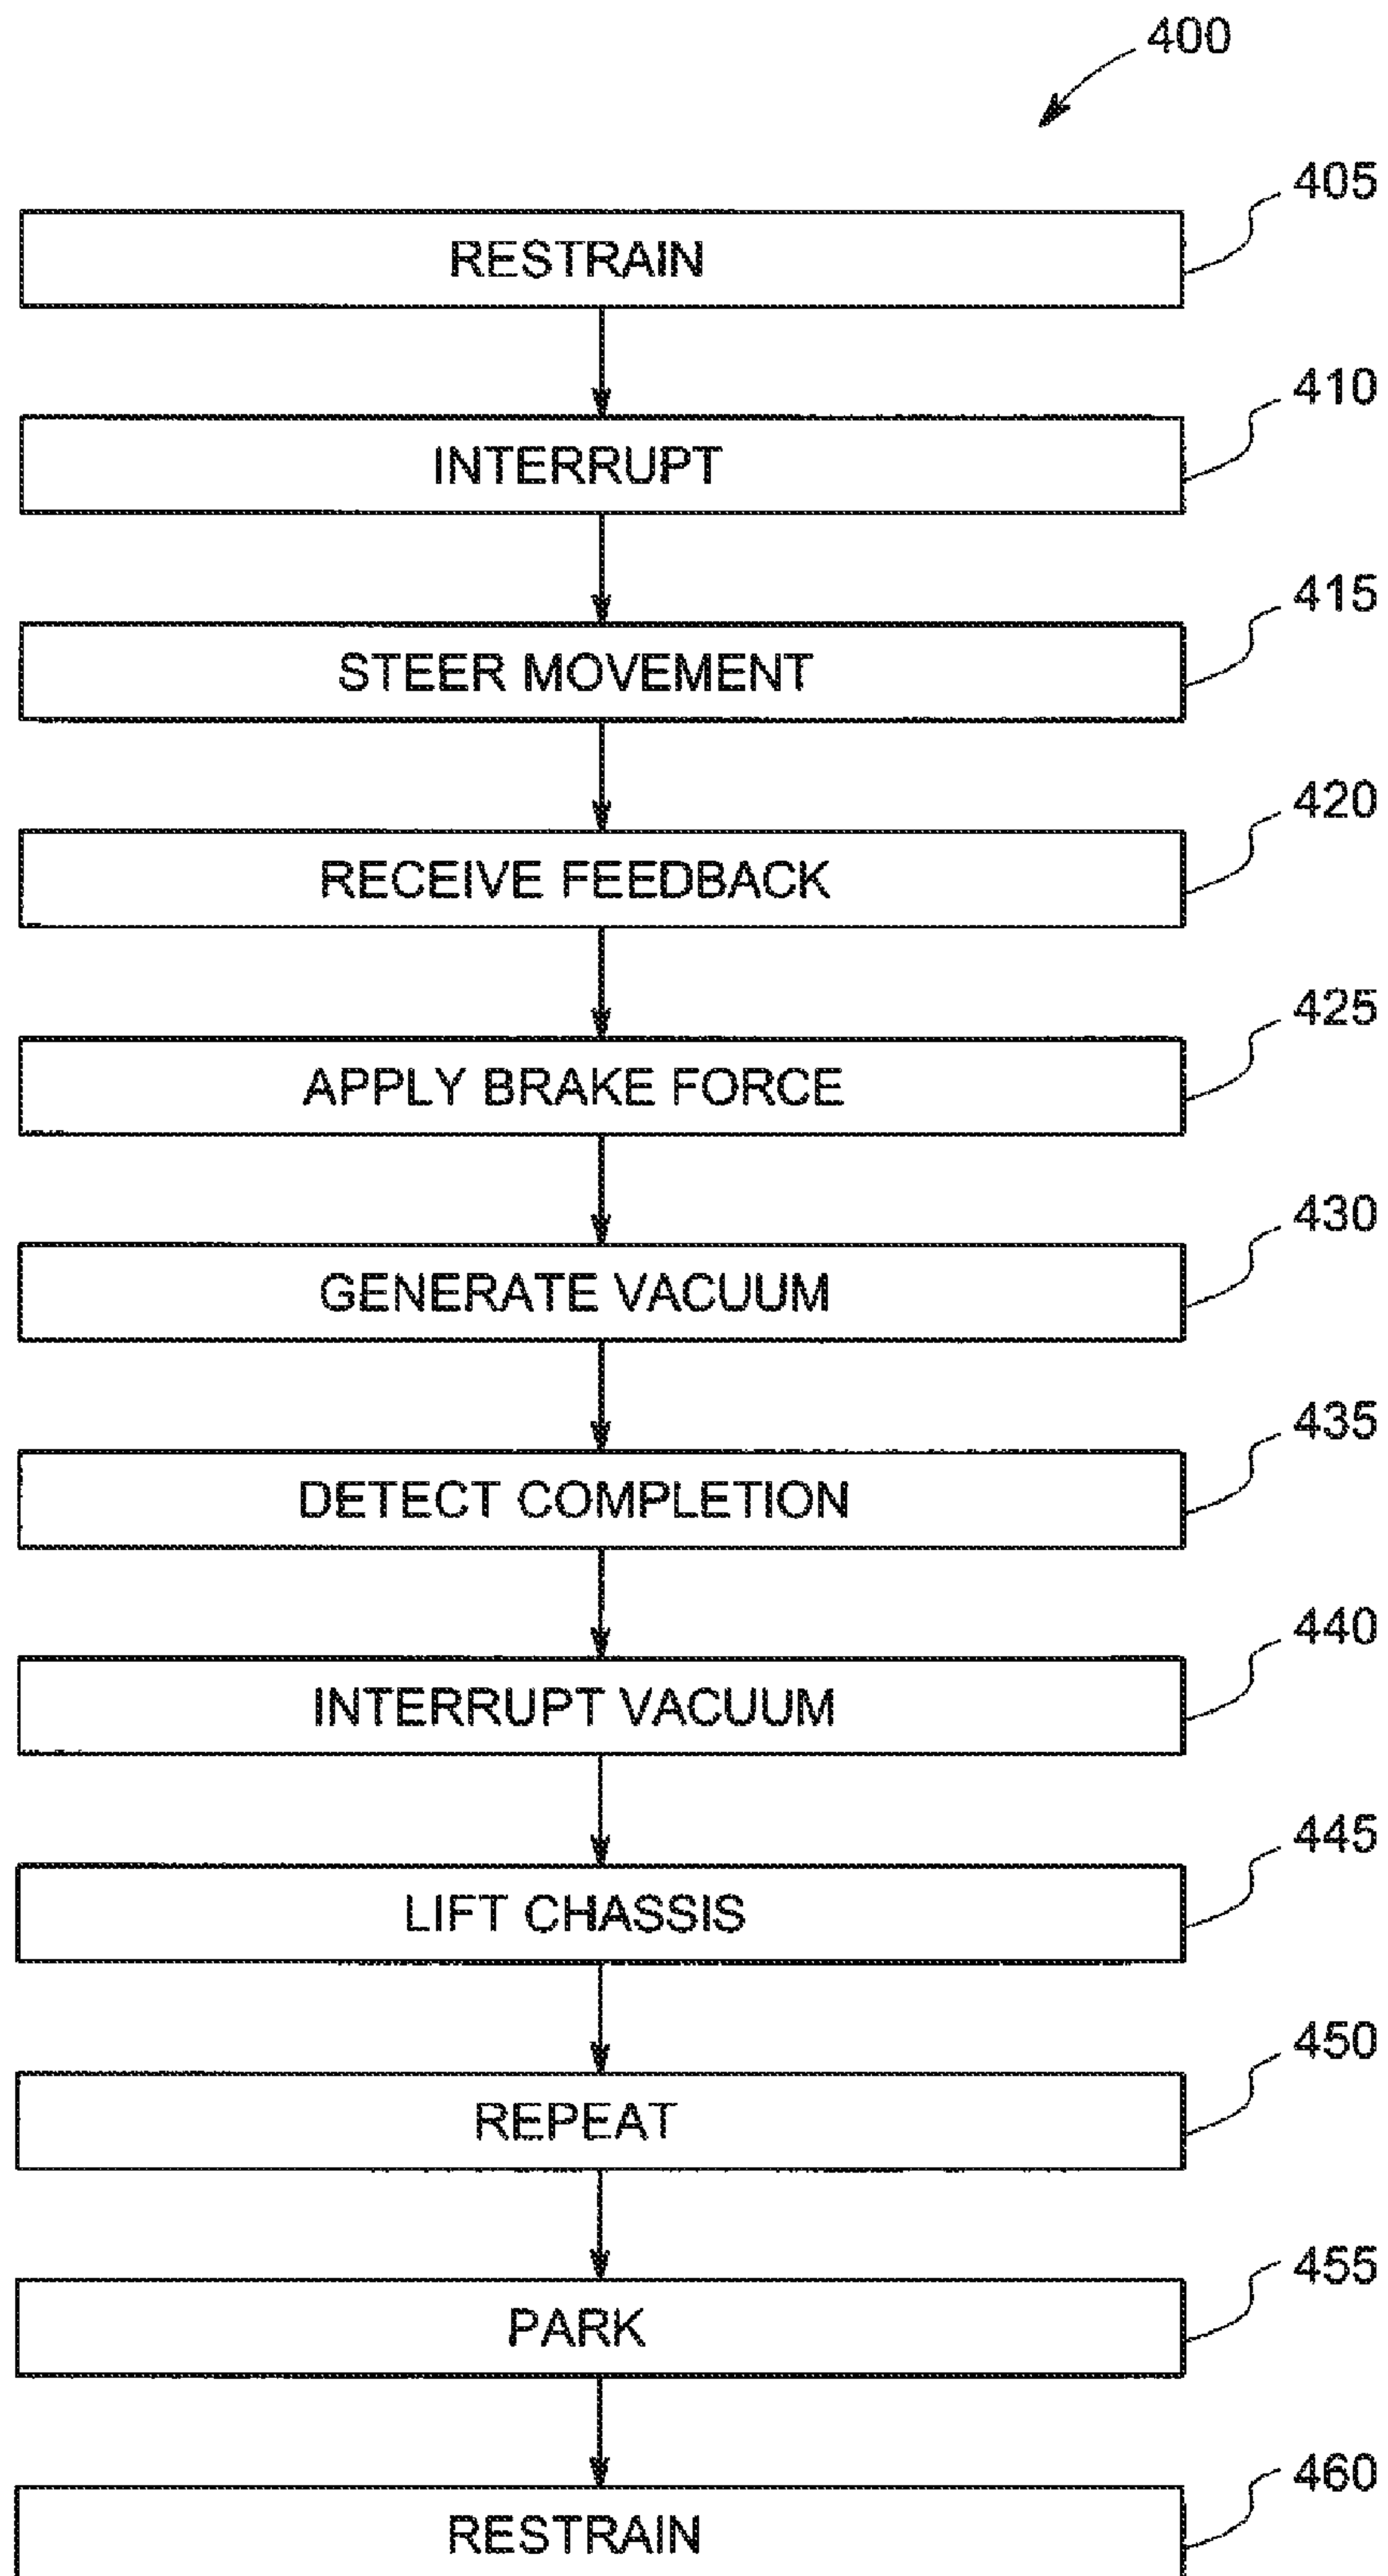 400
405
RESTRAIN
410
INTERRUPT
415
STEER MOVEMENT
420
RECEIVE FEEDBACK
425
APPLY BRAKE FORCE
430
GENERATE VACUUM
435
DETECT COMPLETION
440
INTERRUPT VACUUM
445
LIFT CHASSIS
450
REPEAT
455
PARK
460
RESTRAIN